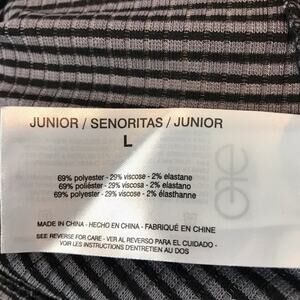 JUNIOR / SEÑORITAS / JUNIOR
L
69% polyester - 29% viscose - 2% elastane
69% poliéster - 29% viscosa - 2% elastano
69% polyester - 29% viscose - 2% élasthanne
MADE IN CHINA - HECHO EN CHINA - FABRIQUÉ EN CHINE
SEE REVERSE FOR CARE - VER AL REVERSO PARA EL CUIDADO -
VOIR LES INSTRUCTIONS D'ENTRETIEN AU DOS